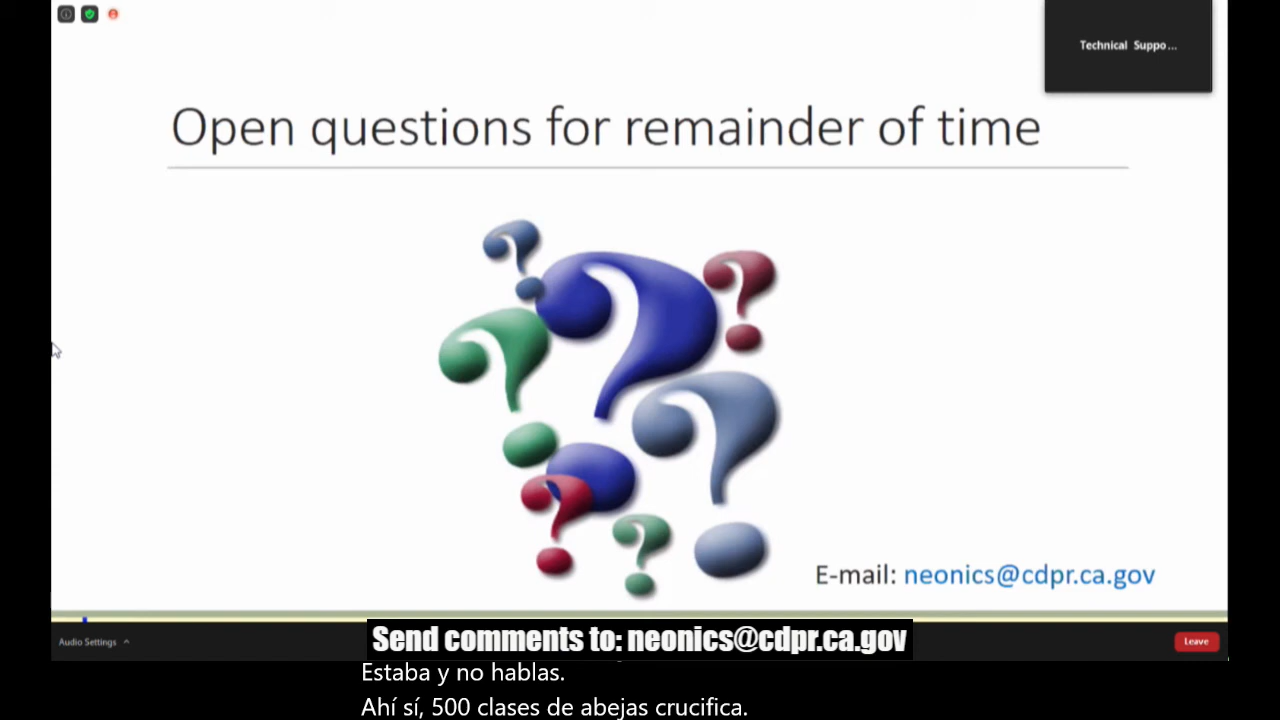 Technical Suppo...
Open questions for remainder of time
E-mail: neonics@cdpr.ca.gov
Audio Settings
Leave
Send comments to: neonics@cdpr.ca.gov
Estaba y no hablas.
Ahí sí, 500 clases de abejas crucifica.